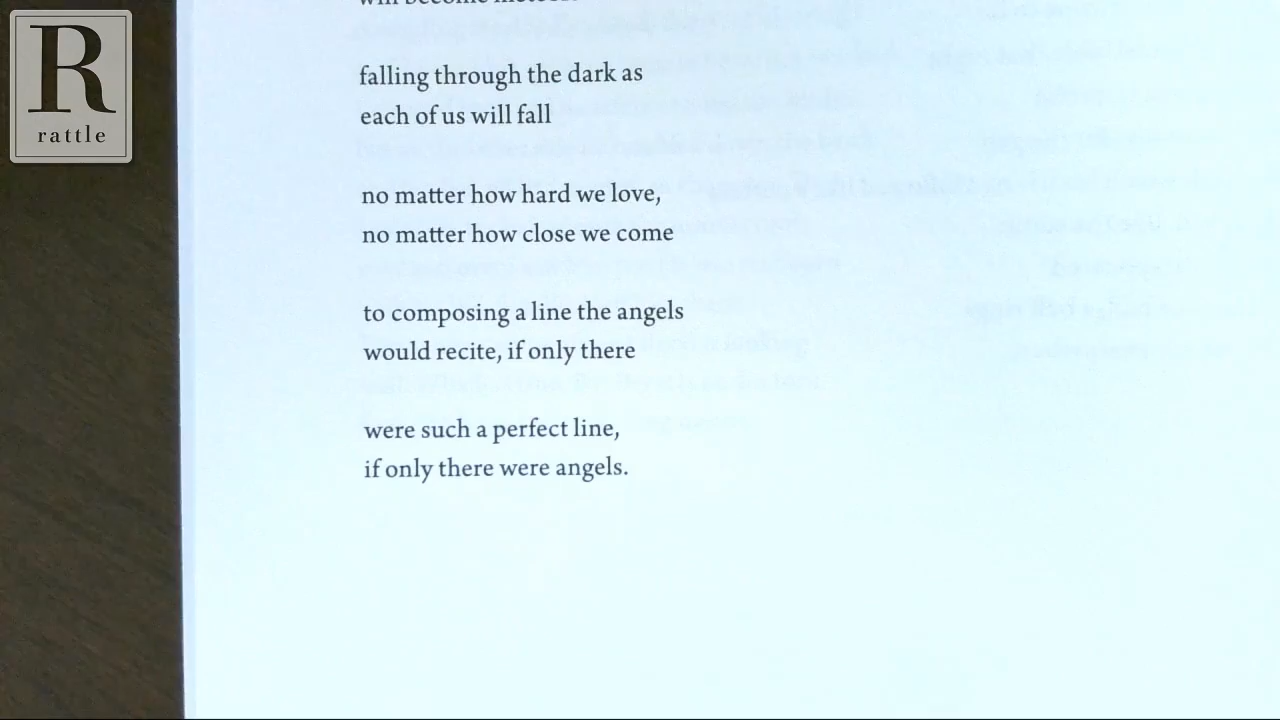 R
rattle
will become
falling through the dark as
each of us will fall
no matter how hard we love,
no matter how close we come
to composing a line the angels
would recite, if only there
were such a perfect line,
if only there were angels.